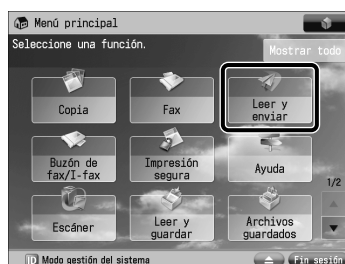 Menú principal
Seleccione una función.
Mostrar todo
Copia
Fax
Leer y
enviar
Buzón de
fax/I-fax
Impresión
segura
Ayuda
1/2
Escáner
Leer y
guardar
Archivos
guardados
ID Modo gestión del sistema
Fin sesión